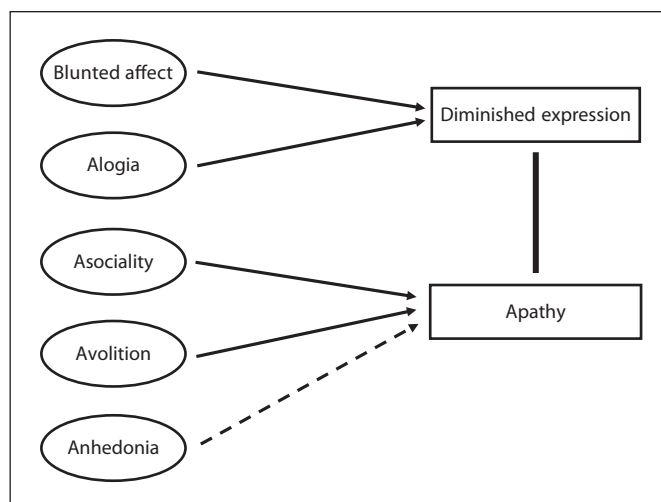 Blunted affect
Diminished expression
Alogia
Asociality
Apathy
Avolition
Anhedonia